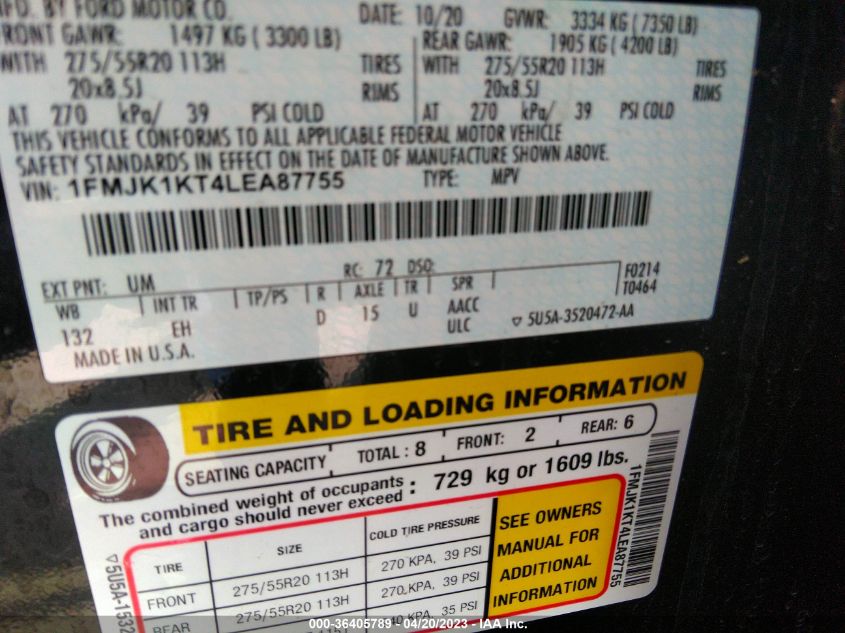 MFD. BY FORD MOTOR CO. DATE: 10/20 GVWR: 3334 KG ( 7350 LB)
FRONT GAWR: 1497 KG ( 3300 LB) REAR GAWR: 1905 KG ( 4200 LB)
WITH 275/55R20 113H TIRES WITH 275/55R20 113H TIRES
20x8.5J RIMS 20x8.5J RIMS
AT 270 kPa/ 39 PSI COLD AT 270 kPa/ 39 PSI COLD
THIS VEHICLE CONFORMS TO ALL APPLICABLE FEDERAL MOTOR VEHICLE
SAFETY STANDARDS IN EFFECT ON THE DATE OF MANUFACTURE SHOWN ABOVE.
VIN: 1FMJK1KT4LEA87755 TYPE: MPV
EXT PNT: UM RC: 72 DSO: F0214
WB INT TR TP/PS R AXLE TR SPR T0464
132 EH D 15 U AACC
ULC ▽ 5U5A-3520472-AA
MADE IN U.S.A.
TIRE AND LOADING INFORMATION
SEATING CAPACITY TOTAL : 8 FRONT: 2 REAR: 6
The combined weight of occupants and cargo should never exceed : 729 kg or 1609 lbs.
TIRE SIZE COLD TIRE PRESSURE
FRONT 275/55R20 113H 270 KPA, 39 PSI
REAR 275/55R20 113H 270 KPA, 39 PSI
35 PSI
SEE OWNERS
MANUAL FOR
ADDITIONAL
INFORMATION
1FMJK1KT4LEA87755
▽5U5A-1532
000-36405789 - 04/20/2023 - IAA Inc.